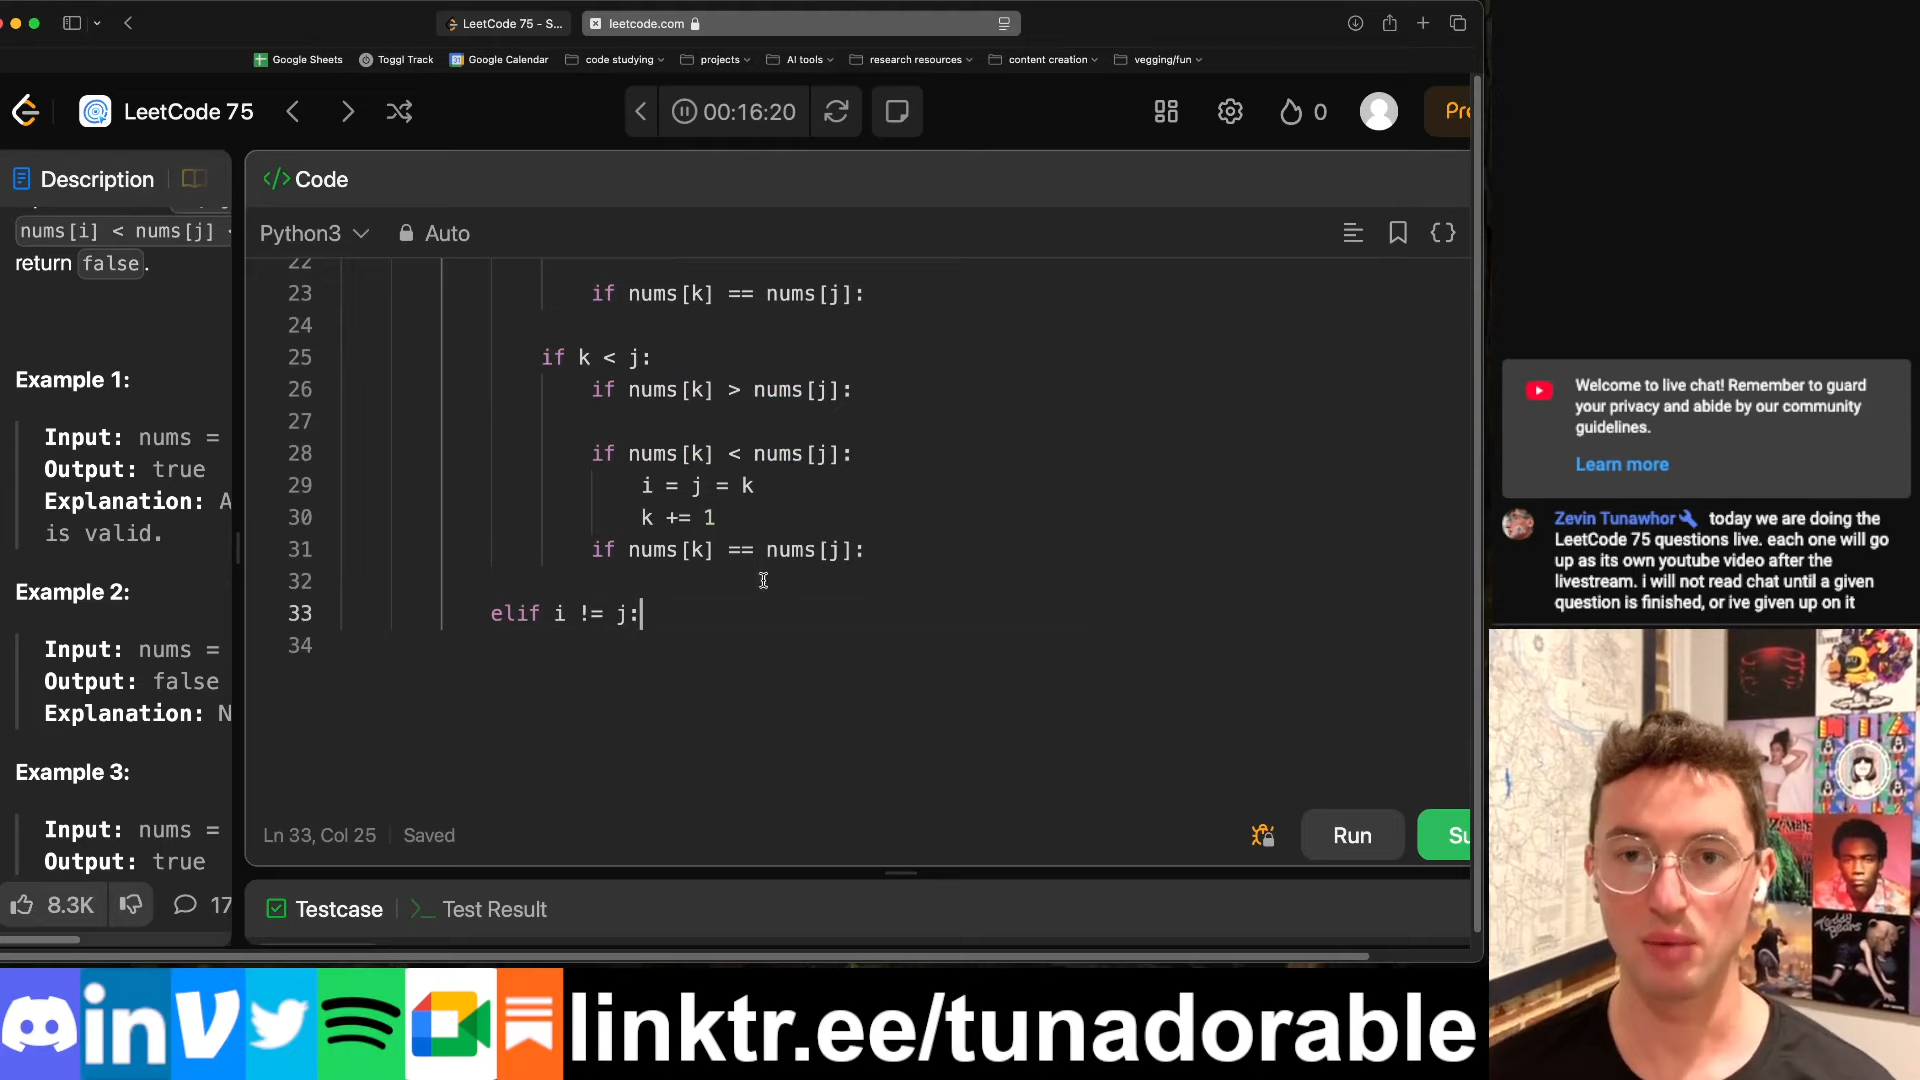 LeetCode 75 - S...
leetcode.com
Google Sheets
Toggl Track
Google Calendar
code studying
projects
AI tools
research resources
content creation
vegging/fun
LeetCode 75
00:16:20
0
Pr
Description
nums[i] < nums[j]
return false.
Example 1:
Input: nums =
Output: true
Explanation: A
is valid.
Example 2:
Input: nums =
Output: false
Explanation: N
Example 3:
Input: nums =
Output: true
8.3K
17
</> Code
Python3
Auto
22
23 if nums[k] == nums[j]:
24
25 if k < j:
26 if nums[k] > nums[j]:
27
28 if nums[k] < nums[j]:
29 i = j = k
30 k += 1
31 if nums[k] == nums[j]:
32
33 elif i != j:
34
Ln 33, Col 25
Saved
Run
Su
Testcase
Test Result
Welcome to live chat! Remember to guard
your privacy and abide by our community
guidelines.
Learn more
Zevin Tunawhor today we are doing the
LeetCode 75 questions live. each one will go
up as its own youtube video after the
livestream. i will not read chat until a given
question is finished, or ive given up on it
linktr.ee/tunadorable